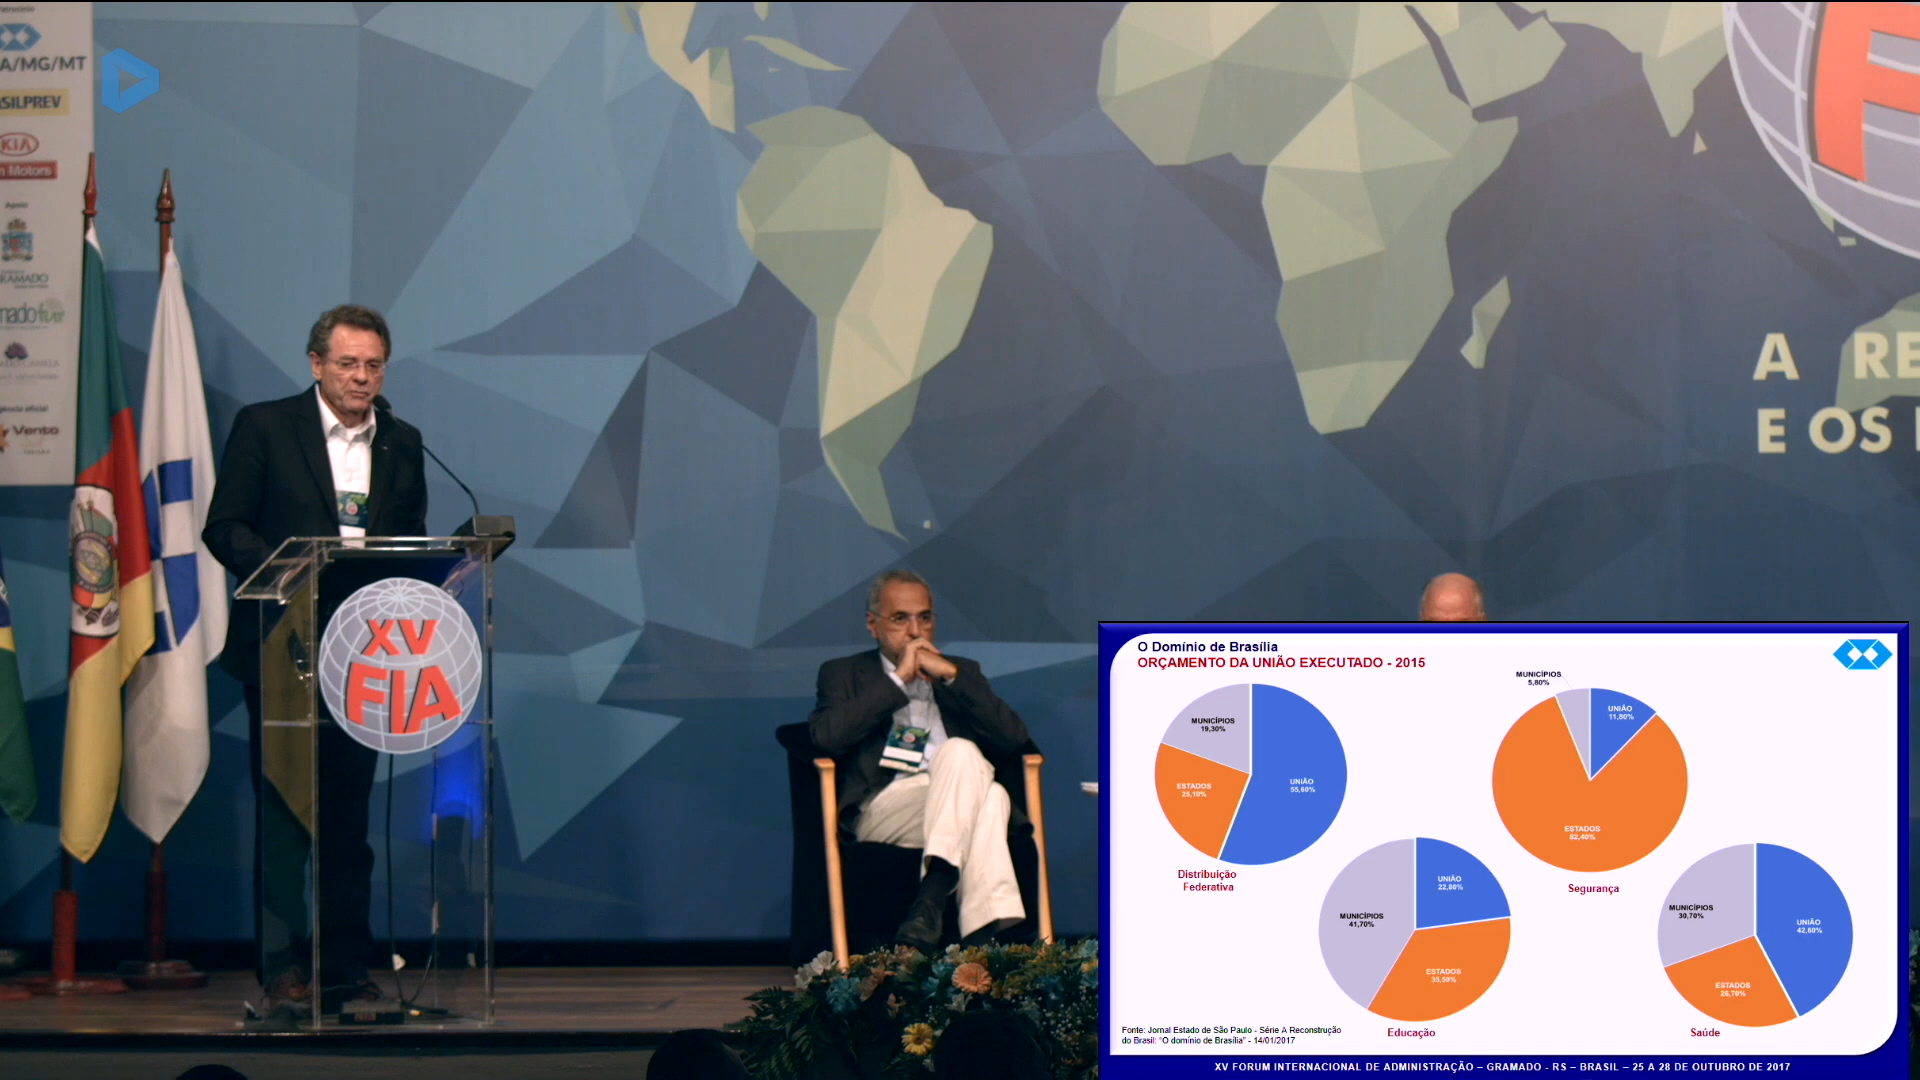 Patrocínio
A/MG/MT
SILPREV
KIA
Motors
Apoio
RAMADO
Vento
XV
FIA
F
A RE
E OS
O Domínio de Brasília
ORÇAMENTO DA UNIÃO EXECUTADO - 2015
MUNICÍPIOS
19,30%
ESTADOS
25,10%
UNIÃO
55,60%
Distribuição
Federativa
MUNICÍPIOS
5,80%
UNIÃO
11,80%
ESTADOS
82,40%
Segurança
MUNICÍPIOS
41,70%
UNIÃO
22,80%
ESTADOS
35,50%
Educação
MUNICÍPIOS
30,70%
UNIÃO
42,60%
ESTADOS
26,70%
Saúde
Fonte: Jornal Estado de São Paulo - Série A Reconstrução
do Brasil: "O domínio de Brasília" - 14/01/2017
XV FORUM INTERNACIONAL DE ADMINISTRAÇÃO – GRAMADO - RS – BRASIL – 25 A 28 DE OUTUBRO DE 2017